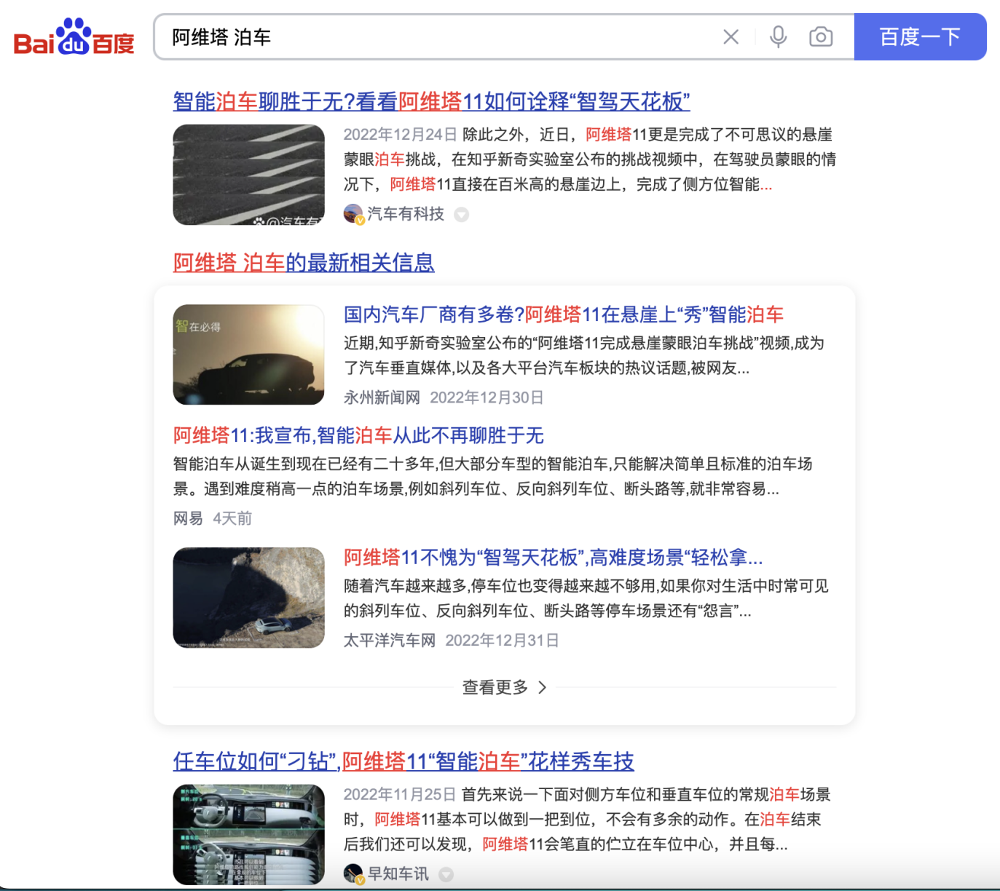 Bai du 百度
阿维塔 泊车
百度一下
智能泊车聊胜于无?看看阿维塔11如何诠释“智驾天花板”
2022年12月24日 除此之外，近日，阿维塔11更是完成了不可思议的悬崖
蒙眼泊车挑战，在知乎新奇实验室公布的挑战视频中，在驾驶员蒙眼的情
况下，阿维塔11直接在百米高的悬崖边上，完成了侧方位智能...
汽车有科技
阿维塔 泊车的最新相关信息
智在必得
国内汽车厂商有多卷?阿维塔11在悬崖上“秀”智能泊车
近期,知乎新奇实验室公布的“阿维塔11完成悬崖蒙眼泊车挑战”视频,成为
了汽车垂直媒体,以及各大平台汽车板块的热议话题,被网友...
永州新闻网 2022年12月30日
阿维塔11:我宣布,智能泊车从此不再聊胜于无
智能泊车从诞生到现在已经有二十多年,但大部分车型的智能泊车,只能解决简单且标准的泊车场
景。遇到难度稍高一点的泊车场景,例如斜列车位、反向斜列车位、断头路等,就非常容易...
网易 4天前
阿维塔11不愧为“智驾天花板”,高难度场景“轻松拿...
随着汽车越来越多,停车位也变得越来越不够用,如果你对生活中时常可见
的斜列车位、反向斜列车位、断头路等停车场景还有“怨言”...
太平洋汽车网 2022年12月31日
查看更多
任车位如何“刁钻”,阿维塔11“智能泊车”花样秀车技
2022年11月25日 首先来说一下面对侧方车位和垂直车位的常规泊车场景
时，阿维塔11基本可以做到一把到位，不会有多余的动作。在泊车结束
后我们还可以发现，阿维塔11会笔直的伫立在车位中心，并且每...
早知车讯